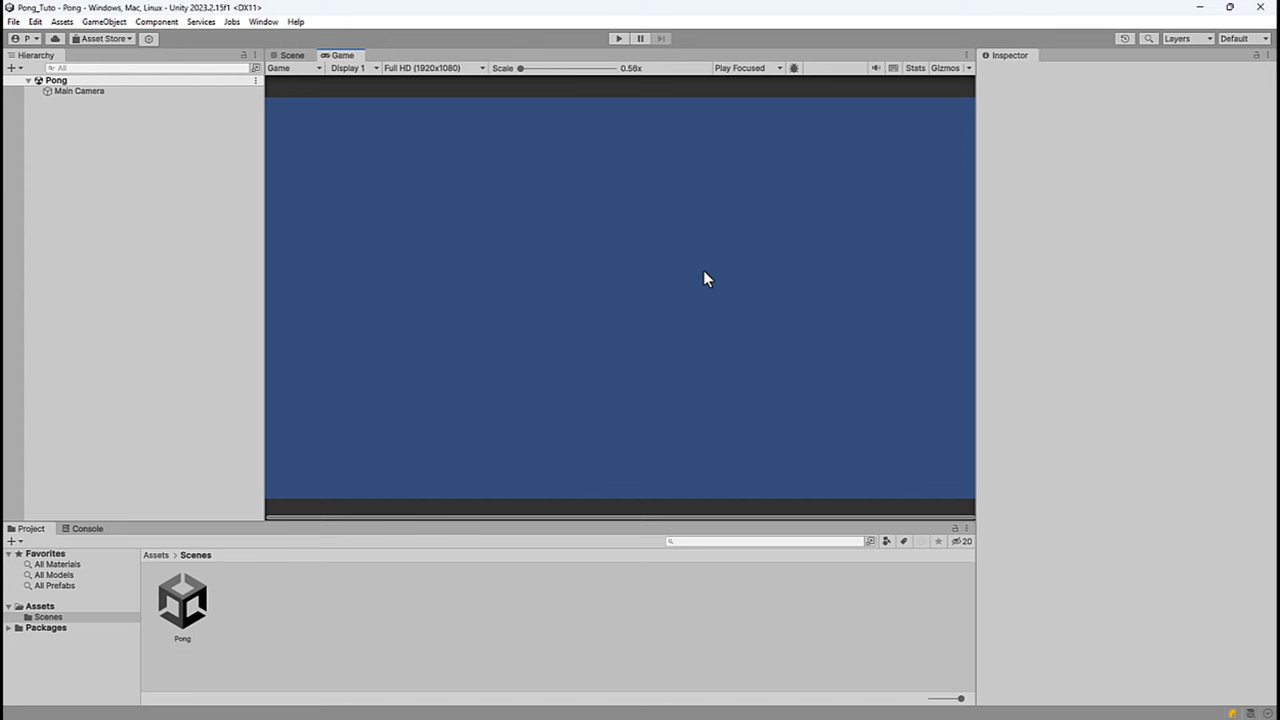 Pong_Tuto - Pong - Windows, Mac, Linux - Unity 2023.2.15f1 <DX11>
File Edit Assets GameObject Component Services Jobs Window Help
P Asset Store Layers Default
Hierarchy Scene Game Inspector
All Game Display 1 Full HD (1920x1080) Scale 0.56x Play Focused Stats Gizmos
Pong
Main Camera
Project Console
20
Favorites Assets > Scenes
All Materials
All Models
All Prefabs
Assets
Scenes
Packages
Pong